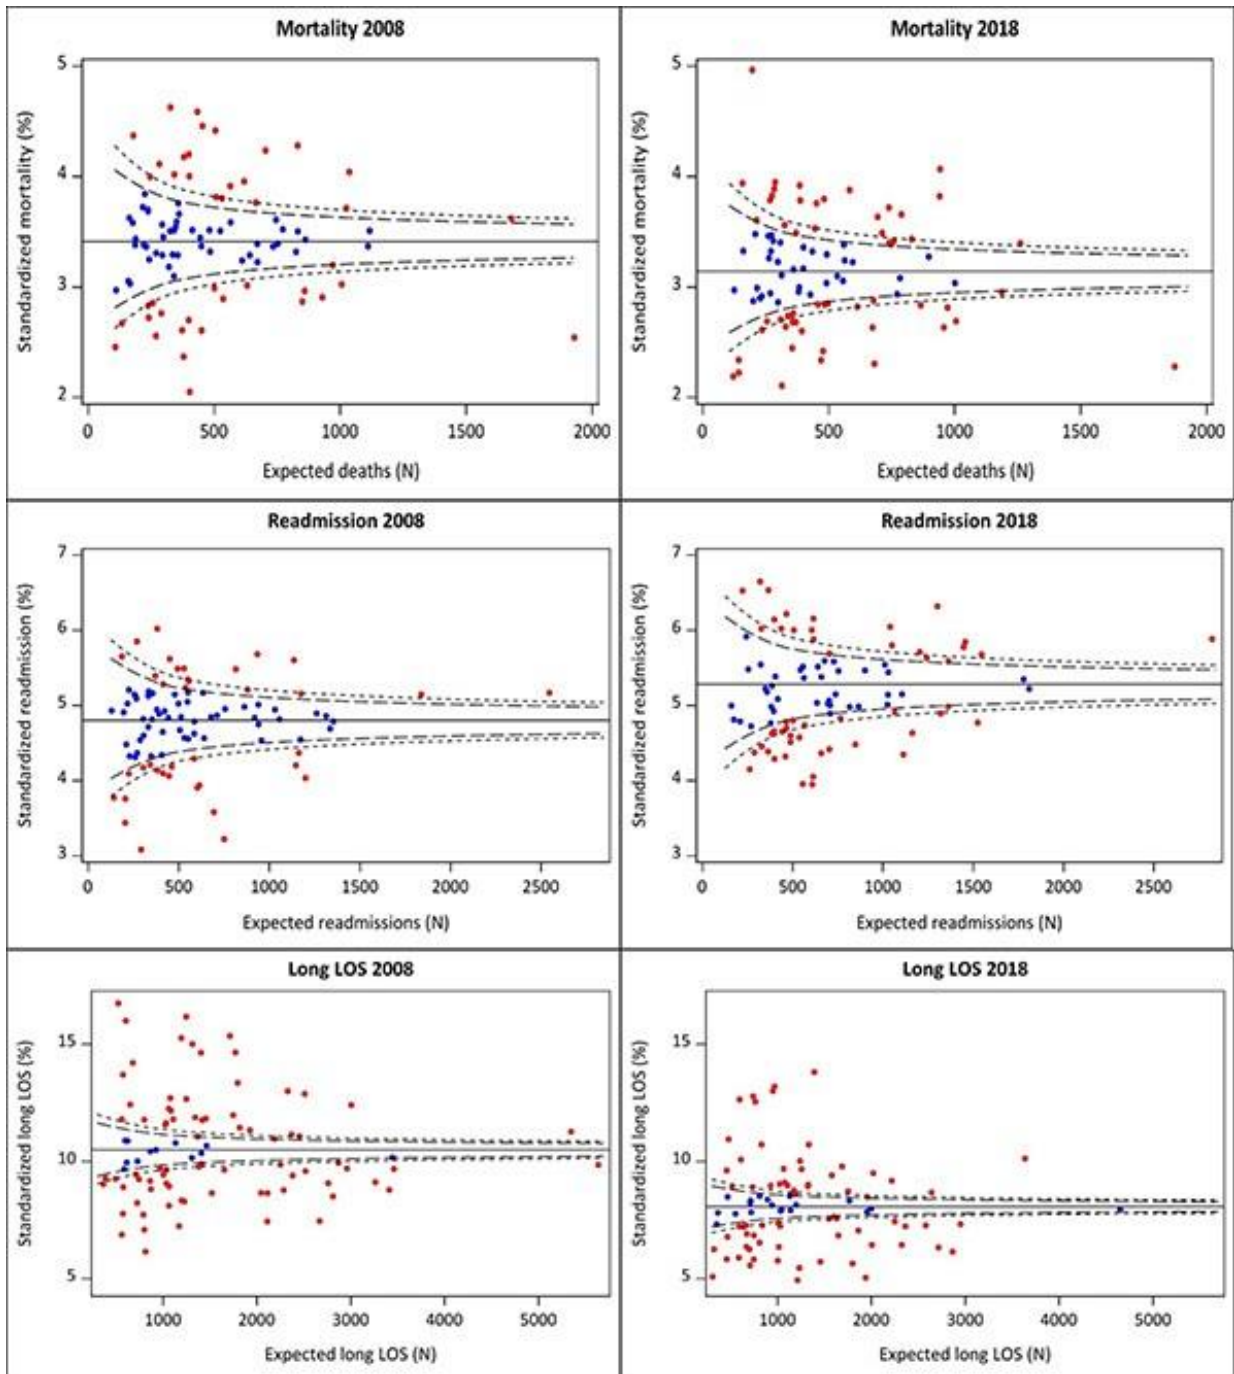 Mortality 2008
Standardized mortality (%)
5
4
3
2
0 500 1000 1500 2000
Expected deaths (N)
Mortality 2018
Standardized mortality (%)
5
4
3
2
0 500 1000 1500 2000
Expected deaths (N)
Readmission 2008
Standardized readmission (%)
7
6
5
4
3
0 500 1000 1500 2000 2500
Expected readmissions (N)
Readmission 2018
Standardized readmission (%)
7
6
5
4
3
0 500 1000 1500 2000 2500
Expected readmissions (N)
Long LOS 2008
Standardized long LOS (%)
15
10
5
1000 2000 3000 4000 5000
Expected long LOS (N)
Long LOS 2018
Standardized long LOS (%)
15
10
5
1000 2000 3000 4000 5000
Expected long LOS (N)